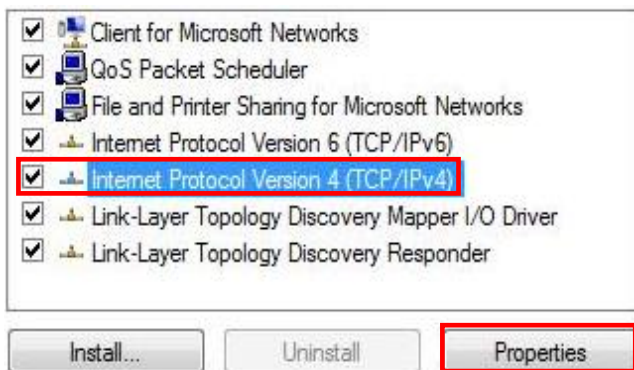 Client for Microsoft Networks
QoS Packet Scheduler
File and Printer Sharing for Microsoft Networks
Internet Protocol Version 6 (TCP/IPv6)
Internet Protocol Version 4 (TCP/IPv4)
Link-Layer Topology Discovery Mapper I/O Driver
Link-Layer Topology Discovery Responder
Install... Uninstall Properties